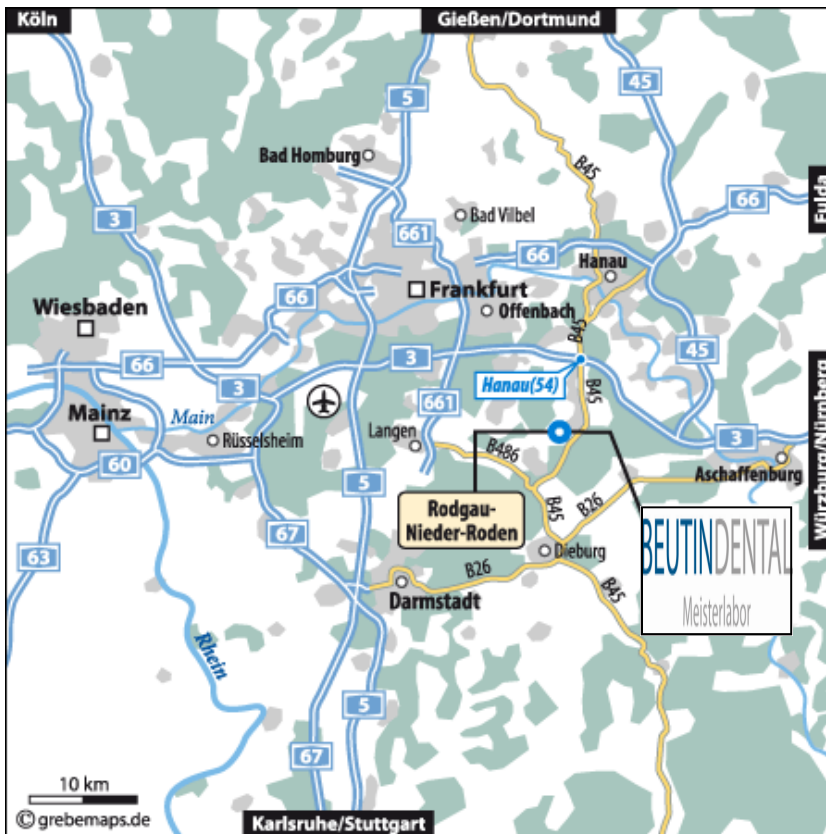 Köln
Gießen/Dortmund
5
45
Bad Homburg
B45
3
66
Fulda
661
Bad Vilbel
66
Hanau
66
Frankfurt
Wiesbaden
Offenbach
B45
66
3
45
Hanau(54)
B45
3
Main
661
Mainz
Rüsselsheim
Langen
3
60
B486
Aschaffenburg
Würzburg/Nürnberg
5
Rodgau-
Nieder-Roden
B45
B26
67
BEUTINDENTAL
Meisterlabor
63
Dieburg
B26
Darmstadt
B45
Rhein
5
67
10 km
© grebemaps.de
Karlsruhe/Stuttgart